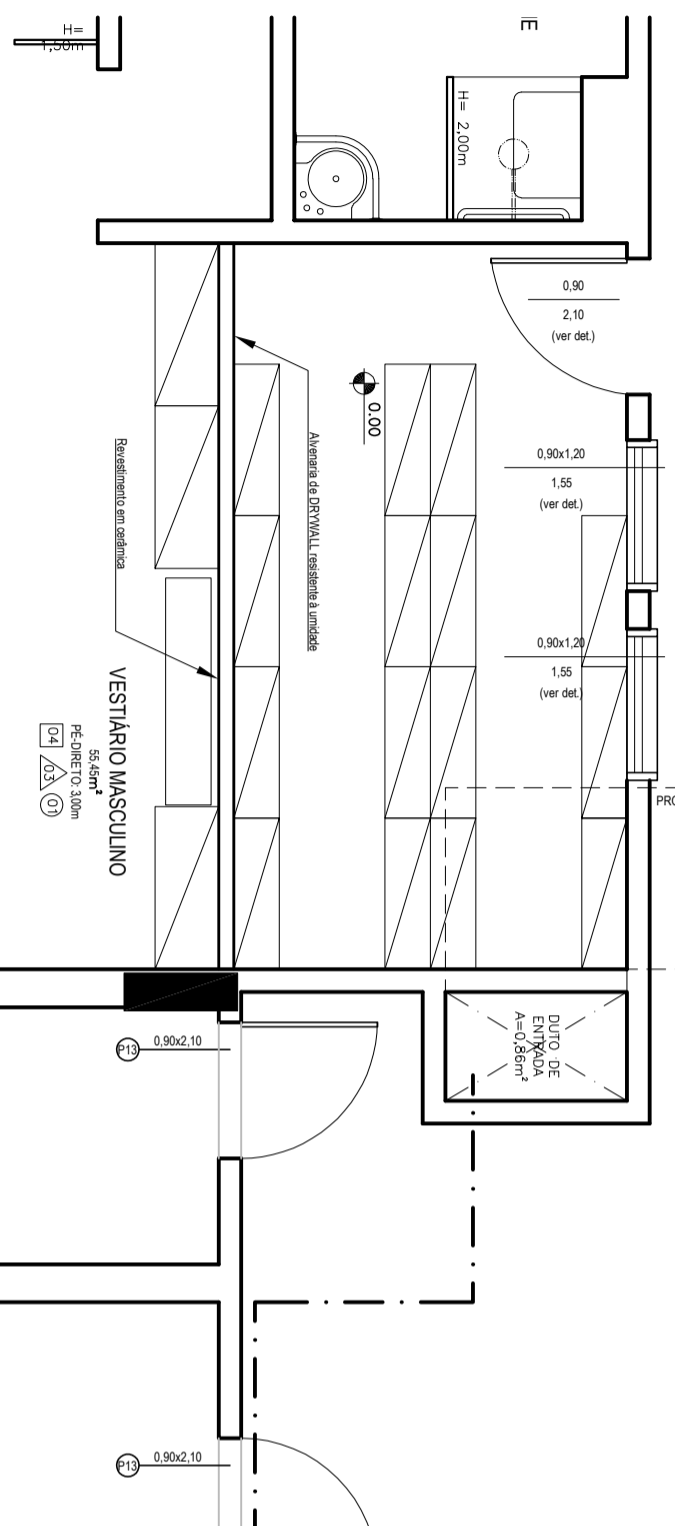 H=
1,50m
IE
H= 2,00m
0,90
2,10
(ver det.)
0.00
0,90x1,20
1,55
(ver det.)
Alvenaria de DRYWALL resistente à umidade
Revestimento em cerâmica
0,90x1,20
1,55
(ver det.)
VESTIÁRIO MASCULINO
55,45m²
PÉ-DIRETO: 3,00m
04
03
01
PRO
DUTO DE
ENTRADA
A=0,86m²
P13
0,90x2,10
P13
0,90x2,10